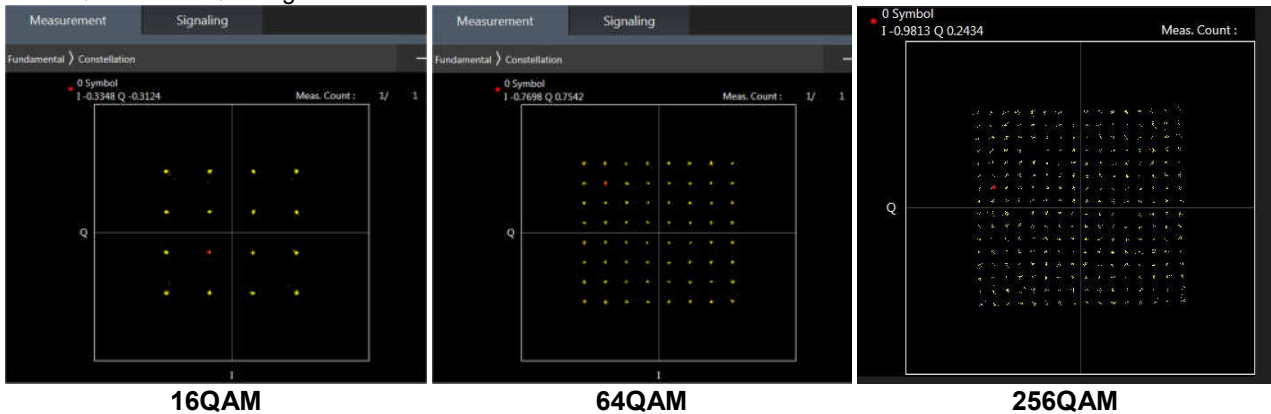 Measurement Signaling
Fundamental ❭ Constellation
0 Symbol
I -0.3348 Q -0.3124 Meas. Count : 1/ 1
Q
I
16QAM
Measurement Signaling
Fundamental ❭ Constellation
0 Symbol
I -0.7698 Q 0.7542 Meas. Count : 1/ 1
Q
I
64QAM
0 Symbol
I -0.9813 Q 0.2434 Meas. Count :
Q
256QAM